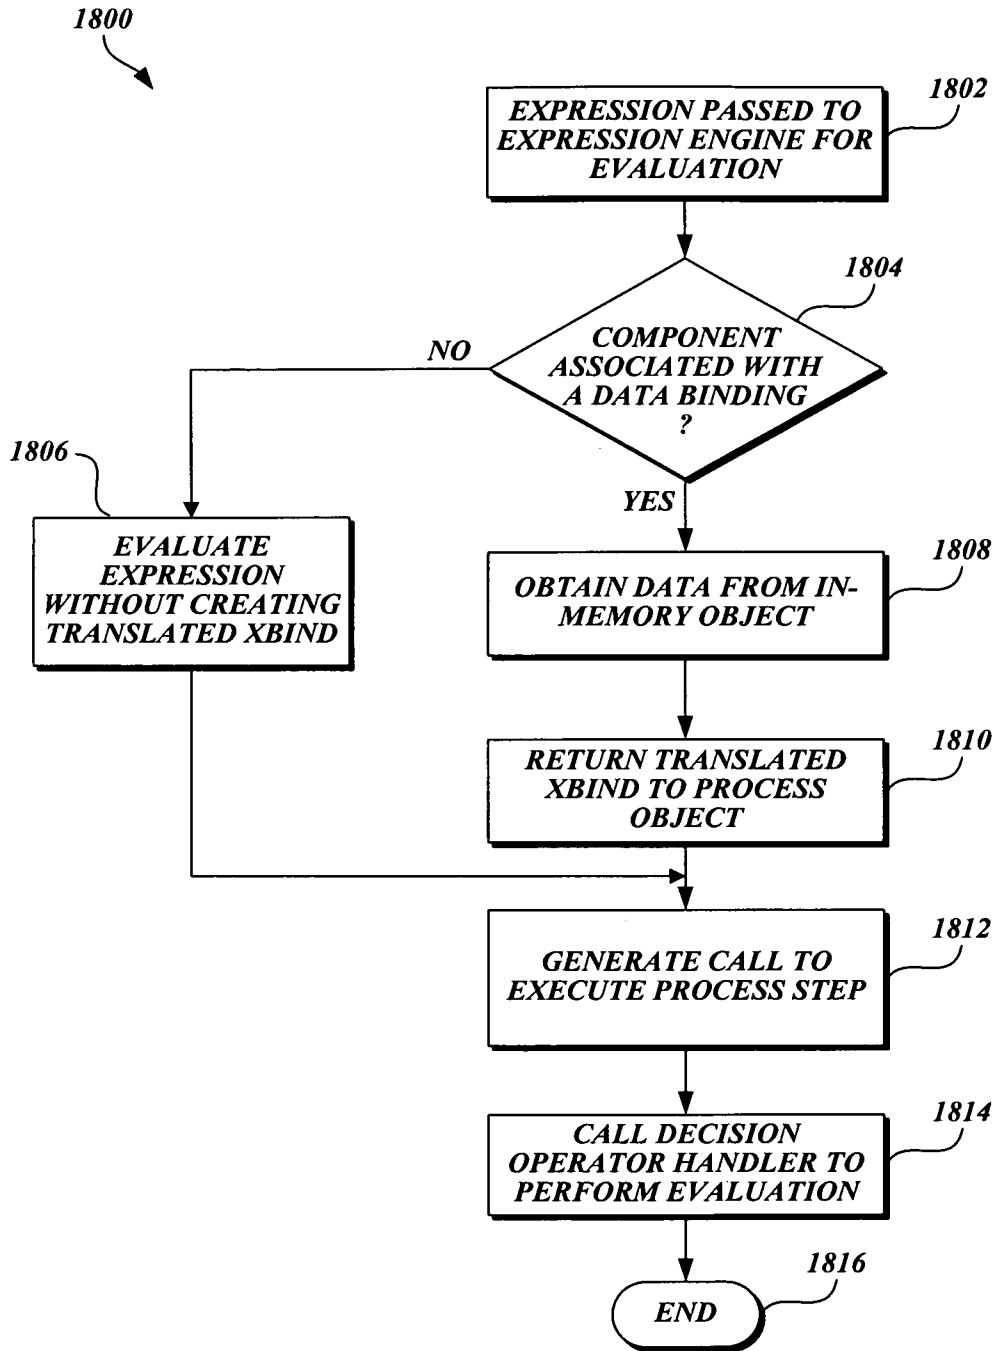 1800
1802
EXPRESSION PASSED TO
EXPRESSION ENGINE FOR
EVALUATION
1804
COMPONENT
ASSOCIATED WITH
A DATA BINDING
?
NO
YES
1806
EVALUATE
EXPRESSION
WITHOUT CREATING
TRANSLATED XBIND
1808
OBTAIN DATA FROM IN-
MEMORY OBJECT
1810
RETURN TRANSLATED
XBIND TO PROCESS
OBJECT
1812
GENERATE CALL TO
EXECUTE PROCESS STEP
1814
CALL DECISION
OPERATOR HANDLER TO
PERFORM EVALUATION
1816
END